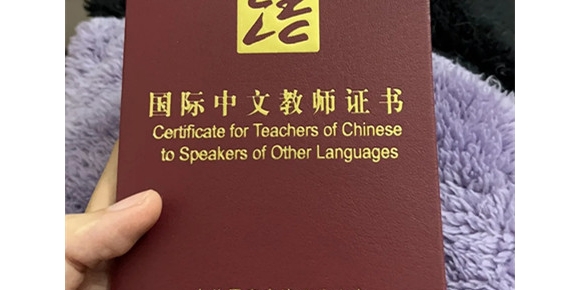 国际中文教师证书
Certificate for Teachers of Chinese
to Speakers of Other Languages